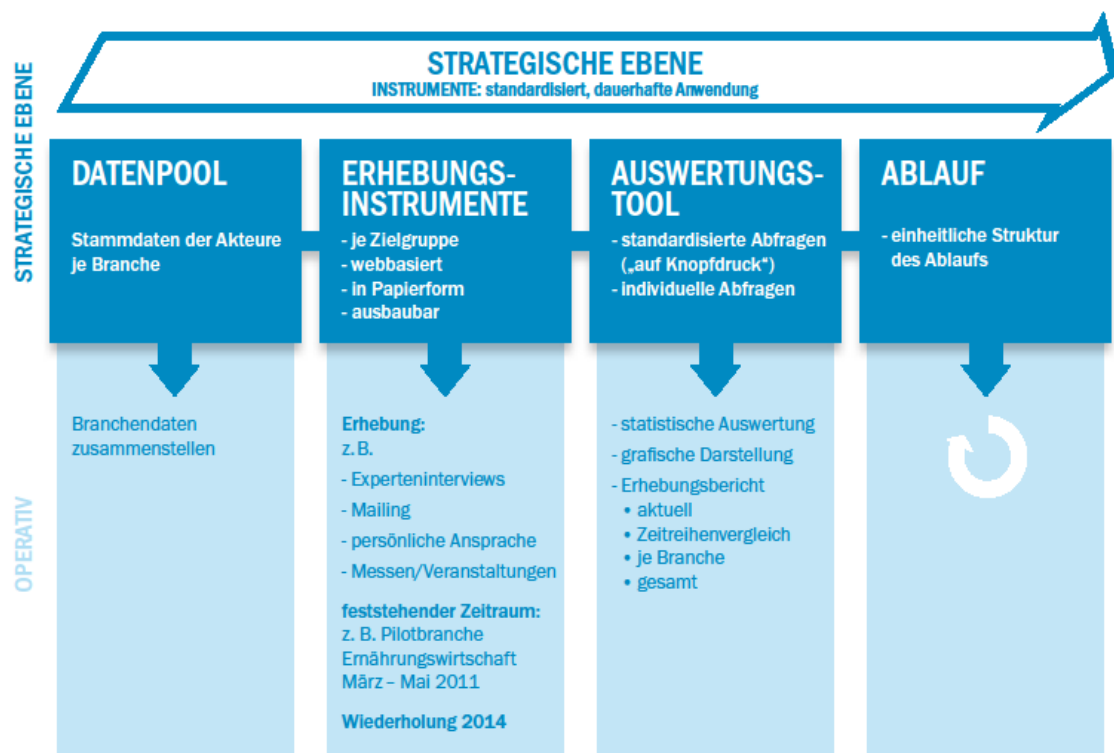 STRATEGISCHE EBENE
INSTRUMENTE: standardisiert, dauerhafte Anwendung
STRATEGISCHE EBENE
DATENPOOL
Stammdaten der Akteure
je Branche
ERHEBUNGS-
INSTRUMENTE
- je Zielgruppe
- webbasiert
- in Papierform
- ausbaubar
AUSWERTUNGS-
TOOL
- standardisierte Abfragen
(„auf Knopfdruck“)
- individuelle Abfragen
ABLAUF
- einheitliche Struktur
des Ablaufs
OPERATIV
Branchendaten
zusammenstellen
Erhebung:
z. B.
- Experteninterviews
- Mailing
- persönliche Ansprache
- Messen/Veranstaltungen
feststehender Zeitraum:
z. B. Pilotbranche
Ernährungswirtschaft
März – Mai 2011
Wiederholung 2014
- statistische Auswertung
- grafische Darstellung
- Erhebungsbericht
• aktuell
• Zeitreihenvergleich
• je Branche
• gesamt